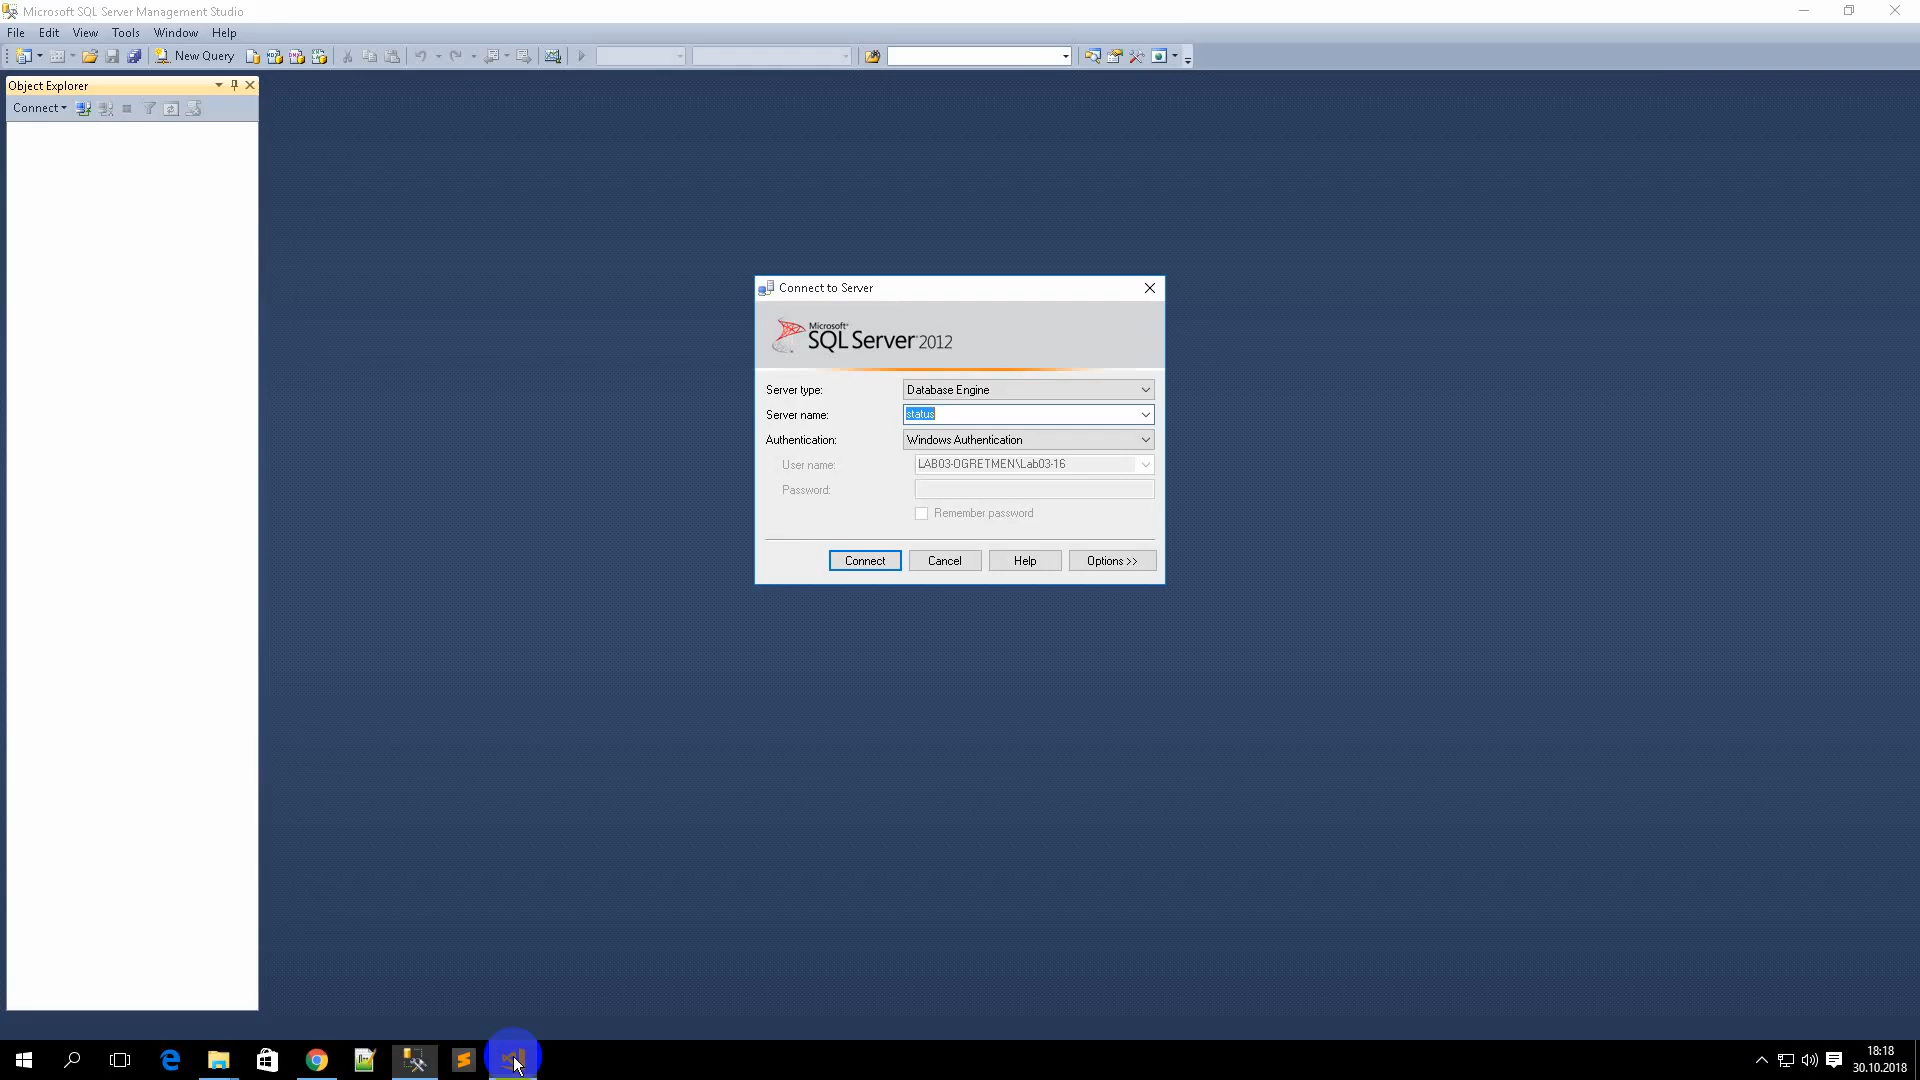 Microsoft SQL Server Management Studio
File Edit View Tools Window Help
New Query
Object Explorer
Connect
Connect to Server
Microsoft®
SQL Server 2012
Server type: Database Engine
Server name: status
Authentication: Windows Authentication
User name: LAB03-OGRETMEN\Lab03-16
Password:
Remember password
Connect Cancel Help Options >>
18:18
30.10.2018